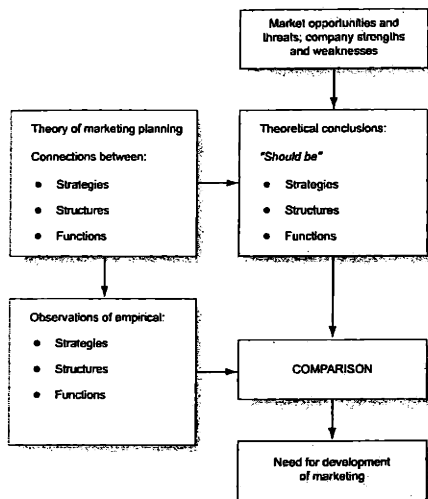 Market opportunities and
threats; company strengths
and weaknesses
Theory of marketing planning
Connections between:
● Strategies
● Structures
● Functions
Theoretical conclusions:
"Should be"
● Strategies
● Structures
● Functions
Observations of empirical:
● Strategies
● Structures
● Functions
COMPARISON
Need for development
of marketing